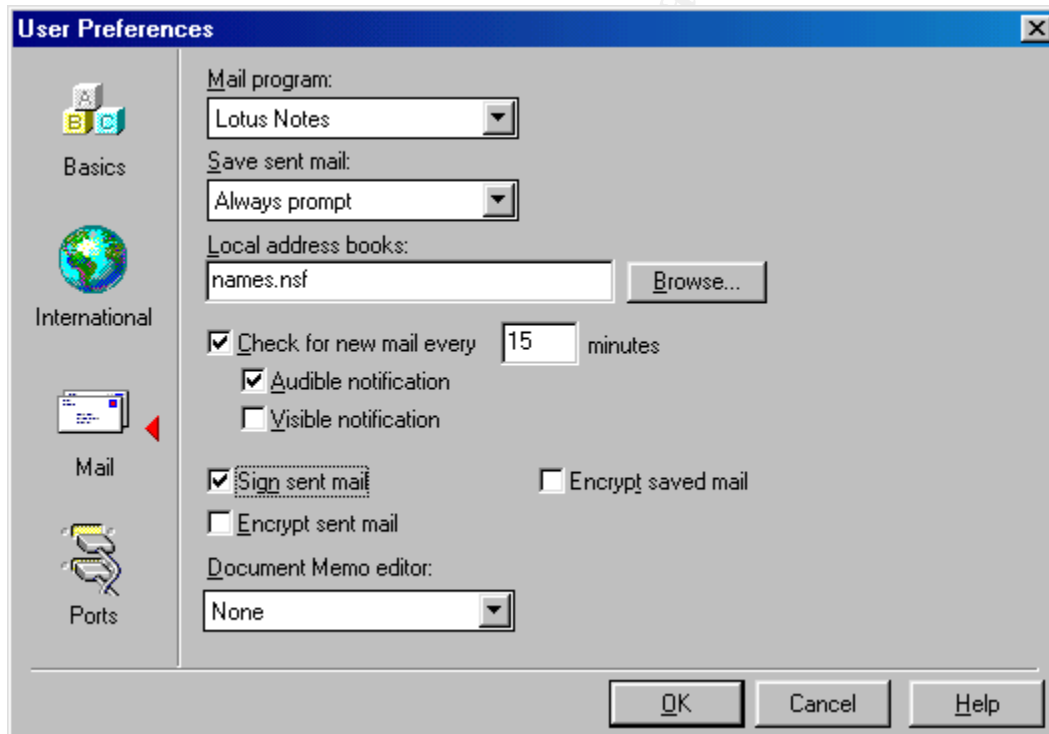 User Preferences
A
B C
Basics
International
Mail
Ports
Mail program:
Lotus Notes
Save sent mail:
Always prompt
Local address books:
names.nsf
Browse...
Check for new mail every 15 minutes
Audible notification
Visible notification
Sign sent mail Encrypt saved mail
Encrypt sent mail
Document Memo editor:
None
OK Cancel Help